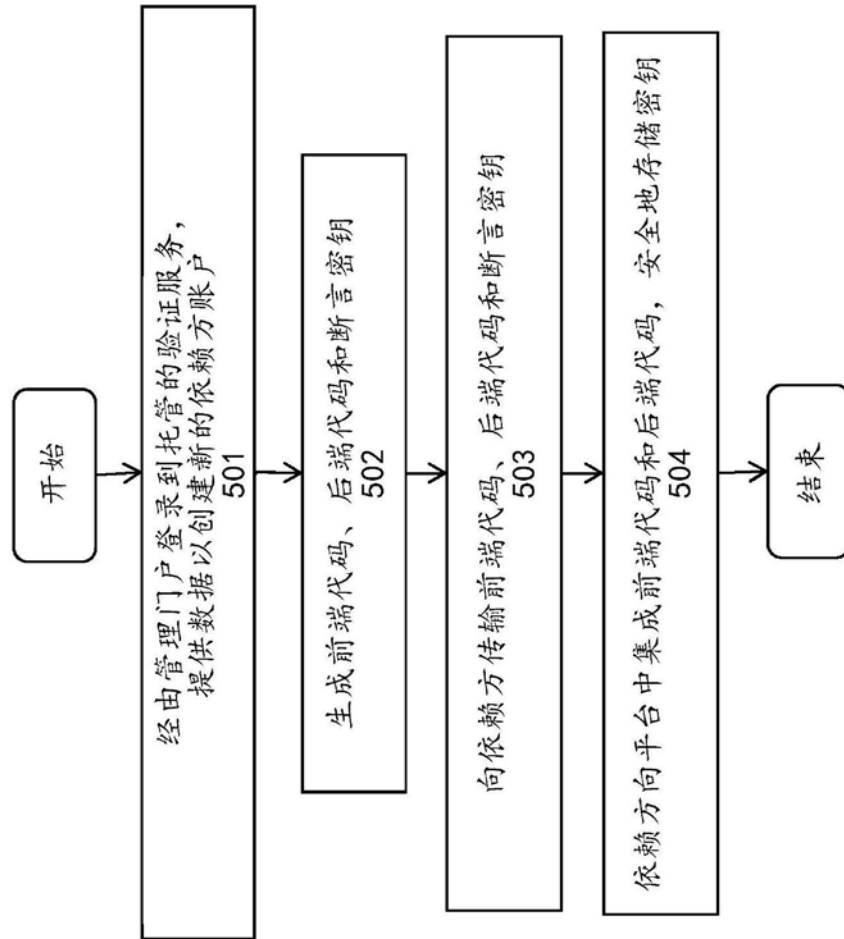 开始
经由管理门户登录到托管的验证服务，
提供数据以创建新的依赖方账户
501
生成前端代码、后端代码和断言密钥
502
向依赖方传输前端代码、后端代码和断言密钥
503
依赖方向平台中集成前端代码和后端代码，安全地存储密钥
504
结束